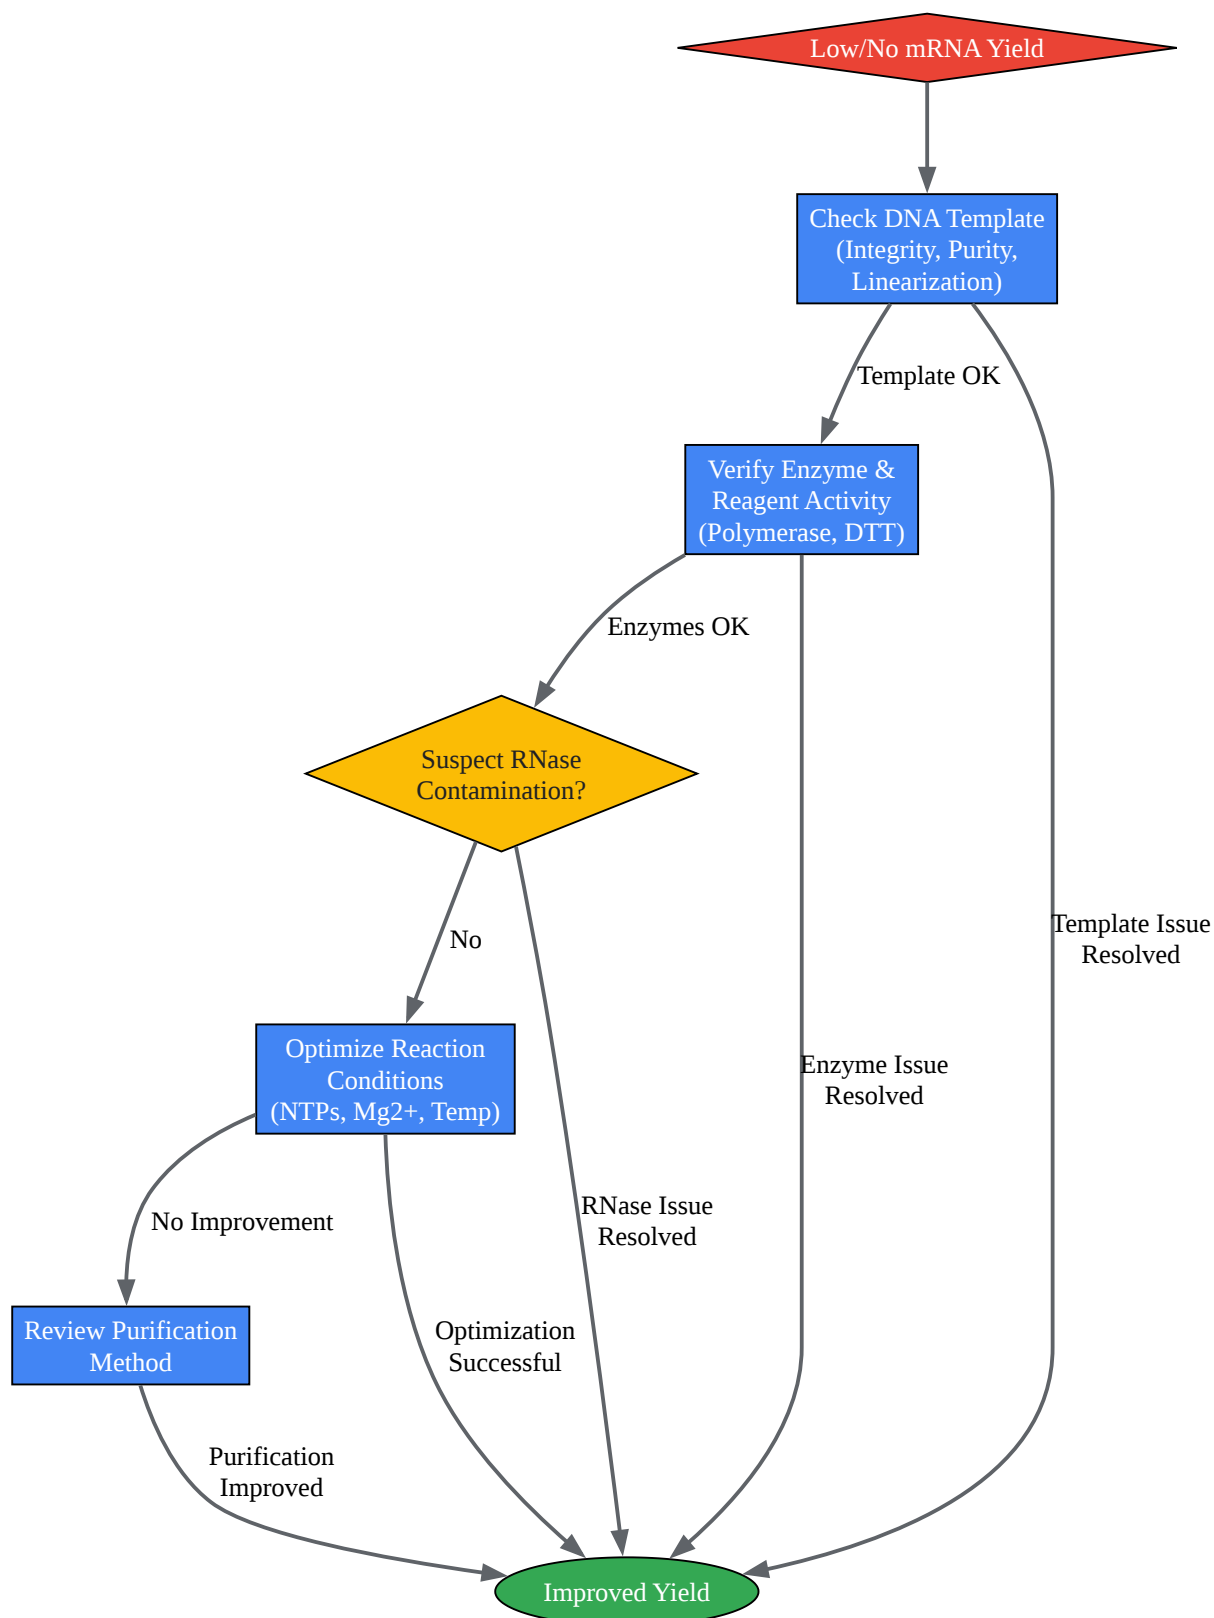 Low/No mRNA Yield
Check DNA Template
(Integrity, Purity,
Linearization)
Template OK
Verify Enzyme &
Reagent Activity
(Polymerase, DTT)
Enzymes OK
Suspect RNase
Contamination?
Template Issue
Resolved
No
Optimize Reaction
Conditions
(NTPs, Mg2+, Temp)
Enzyme Issue
Resolved
RNase Issue
Resolved
No Improvement
Review Purification
Method
Optimization
Successful
Purification
Improved
Improved Yield